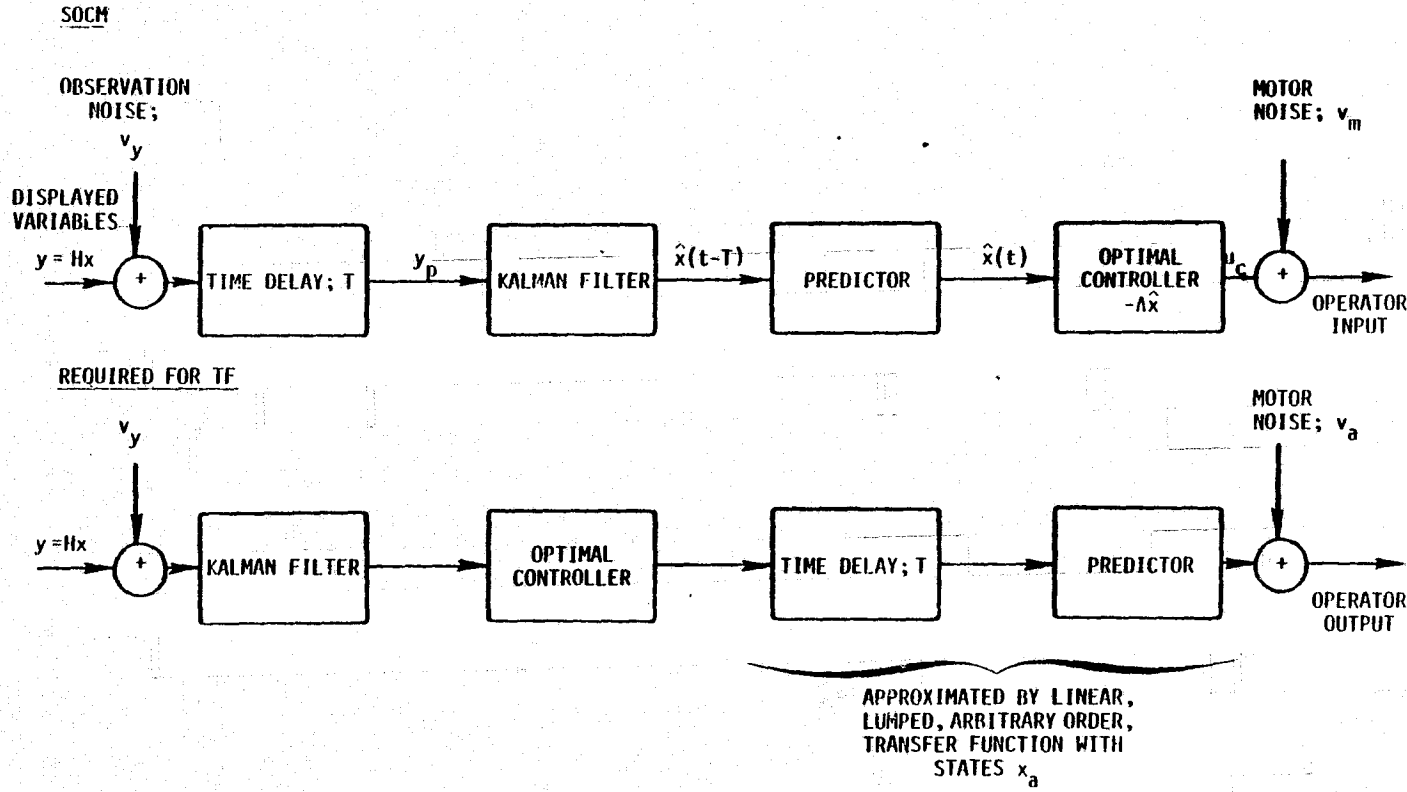 SOCM
OBSERVATION
NOISE;
v_y
DISPLAYED
VARIABLES
y = Hx
+
TIME DELAY; T
y_p
KALMAN FILTER
x̂(t-T)
PREDICTOR
x̂(t)
OPTIMAL
CONTROLLER
-Λx̂
u_c
MOTOR
NOISE; v_m
+
OPERATOR
INPUT
REQUIRED FOR TF
v_y
y =Hx
+
KALMAN FILTER
OPTIMAL
CONTROLLER
TIME DELAY; T
PREDICTOR
MOTOR
NOISE; v_a
+
OPERATOR
OUTPUT
APPROXIMATED BY LINEAR,
LUMPED, ARBITRARY ORDER,
TRANSFER FUNCTION WITH
STATES x_a